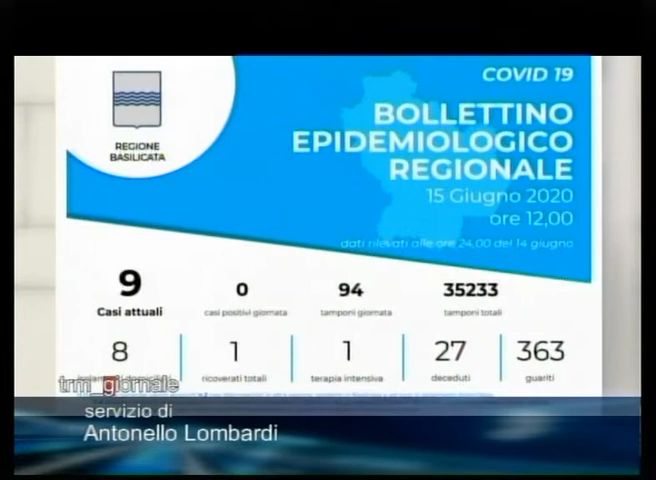 COVID 19
REGIONE
BASILICATA
BOLLETTINO
EPIDEMIOLOGICO
REGIONALE
15 Giugno 2020
ore 12,00
dati rilevati alle ore 24,00 del 14 giugno
9
Casi attuali
0
casi positivi giornata
94
tamponi giornata
35233
tamponi totali
8
1
ricoverati totali
1
terapia intensiva
27
deceduti
363
guariti
trm_giornale
servizio di
Antonello Lombardi